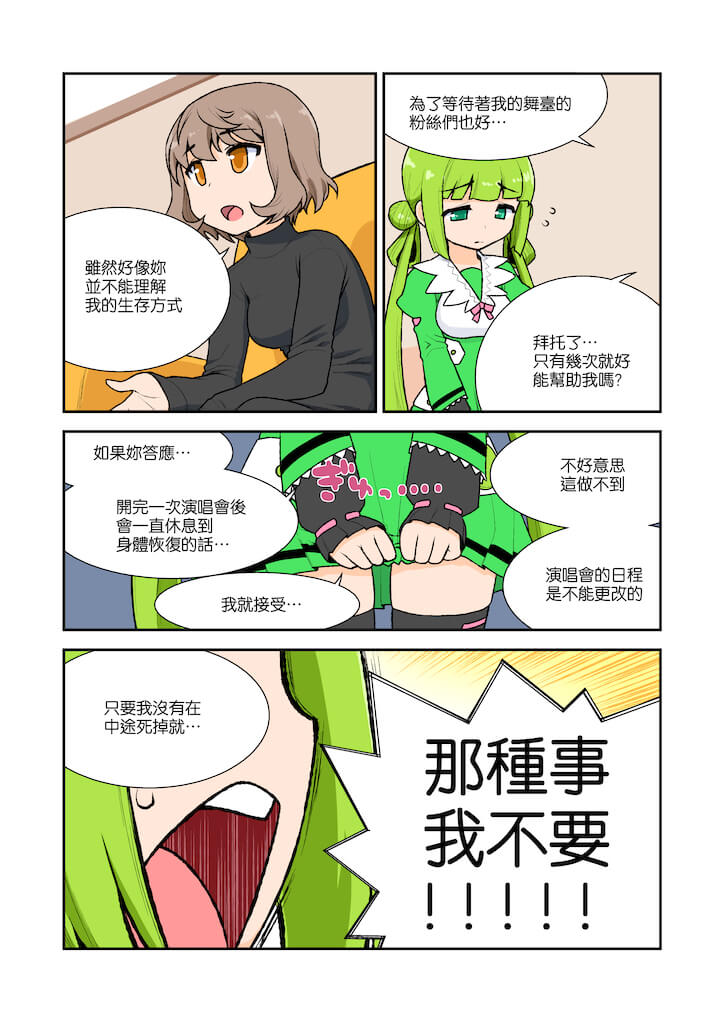 雖然好像妳
並不能理解
我的生存方式
為了等待著我的舞臺的
粉絲們也好…
拜托了…
只有幾次就好
能幫助我嗎?
如果妳答應…
開完一次演唱會後
會一直休息到
身體恢復的話…
我就接受…
ぎゅっ……
不好意思
這做不到
演唱會的日程
是不能更改的
只要我沒有在
中途死掉就…
那種事
我不要
!!!!!